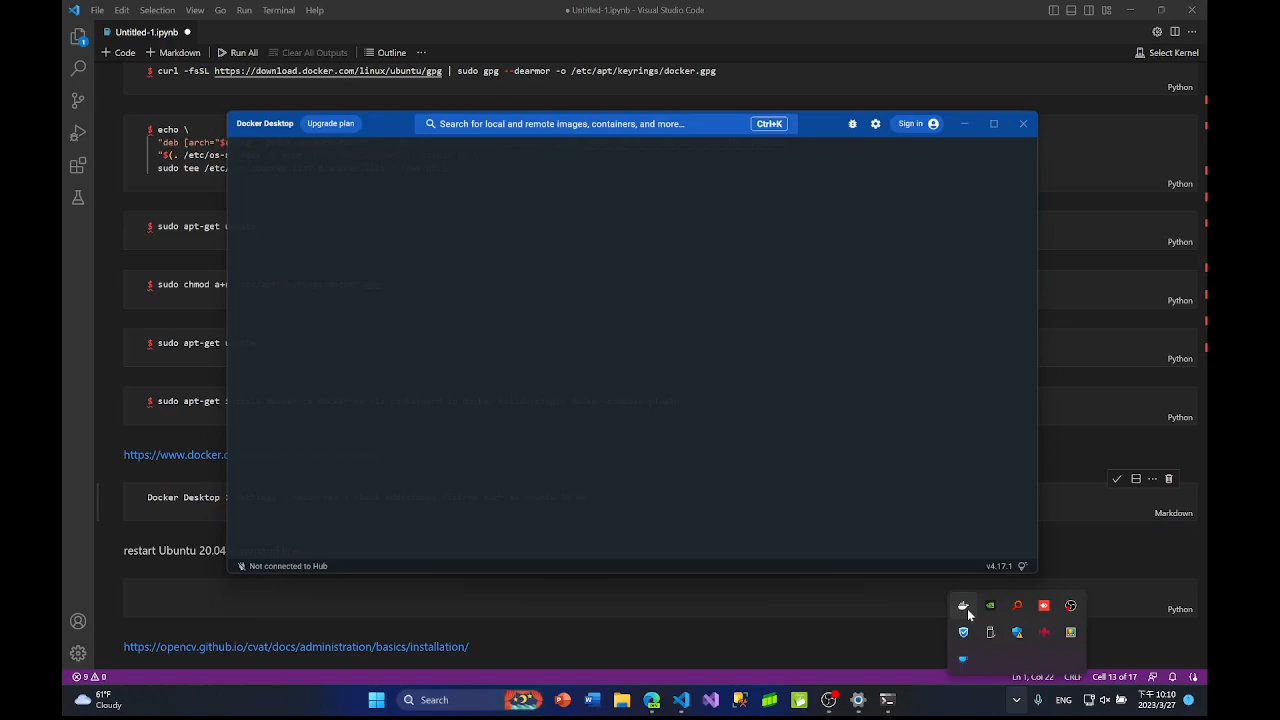 File Edit Selection View Go Run Terminal Help
● Untitled-1.ipynb - Visual Studio Code
Untitled-1.ipynb ●
+ Code + Markdown Run All Clear All Outputs Outline ···
Select Kernel
$ curl -fsSL https://download.docker.com/linux/ubuntu/gpg | sudo gpg --dearmor -o /etc/apt/keyrings/docker.gpg
Python
Docker Desktop Upgrade plan Search for local and remote images, containers, and more... Ctrl+K Sign in
$ echo \
"deb [arch="$
"$(. /etc/os-
sudo tee /etc/
Python
$ sudo apt-get
Python
$ sudo chmod a+
Python
$ sudo apt-get
Python
$ sudo apt-get
Python
https://www.docker.
Docker Desktop
Markdown
restart Ubuntu 20.04
Not connected to Hub
v4.17.1
Python
https://opencv.github.io/cvat/docs/administration/basics/installation/
9 0
Ln 1, Col 22 CRLF Cell 13 of 17
61°F
Cloudy
Search
ENG
下午 10:10
2023/3/27
1